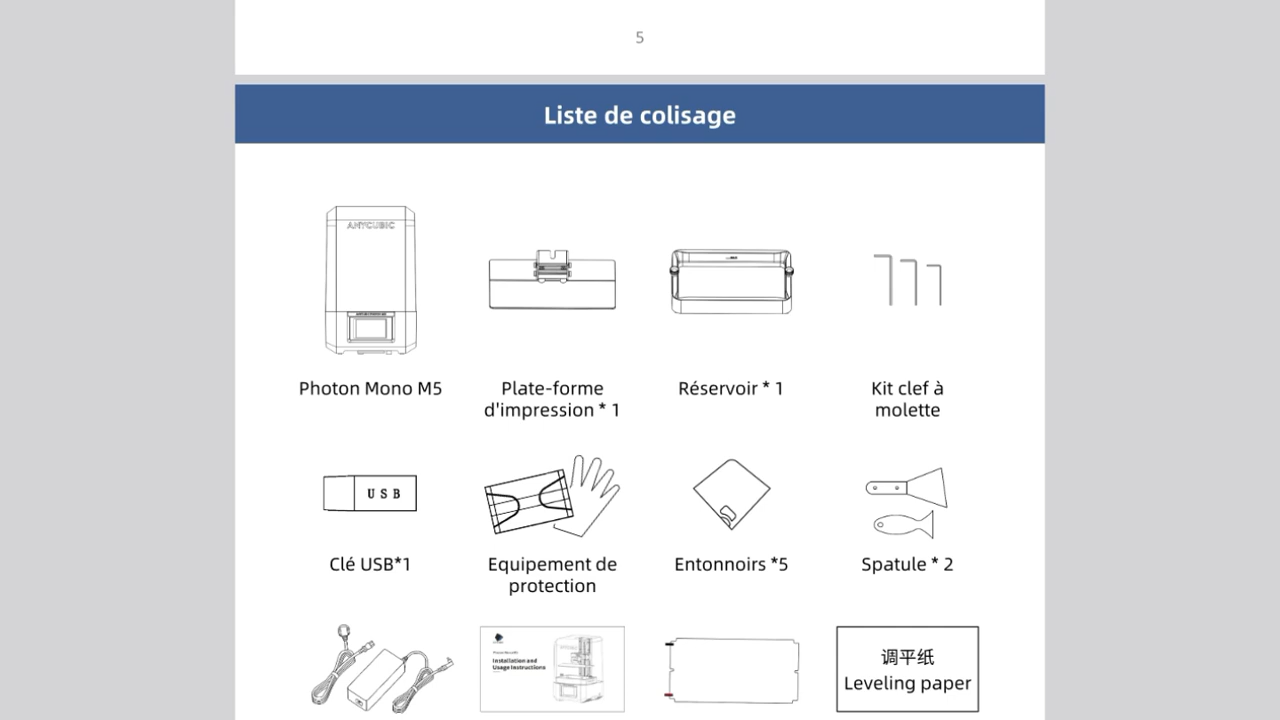 5
Liste de colisage
ANYCUBIC
Photon Mono M5
Plate-forme
d'impression * 1
Réservoir * 1
Kit clef à
molette
USB
Clé USB*1
Equipement de
protection
Entonnoirs *5
Spatule * 2
Installation and
Usage Instructions
调平纸
Leveling paper